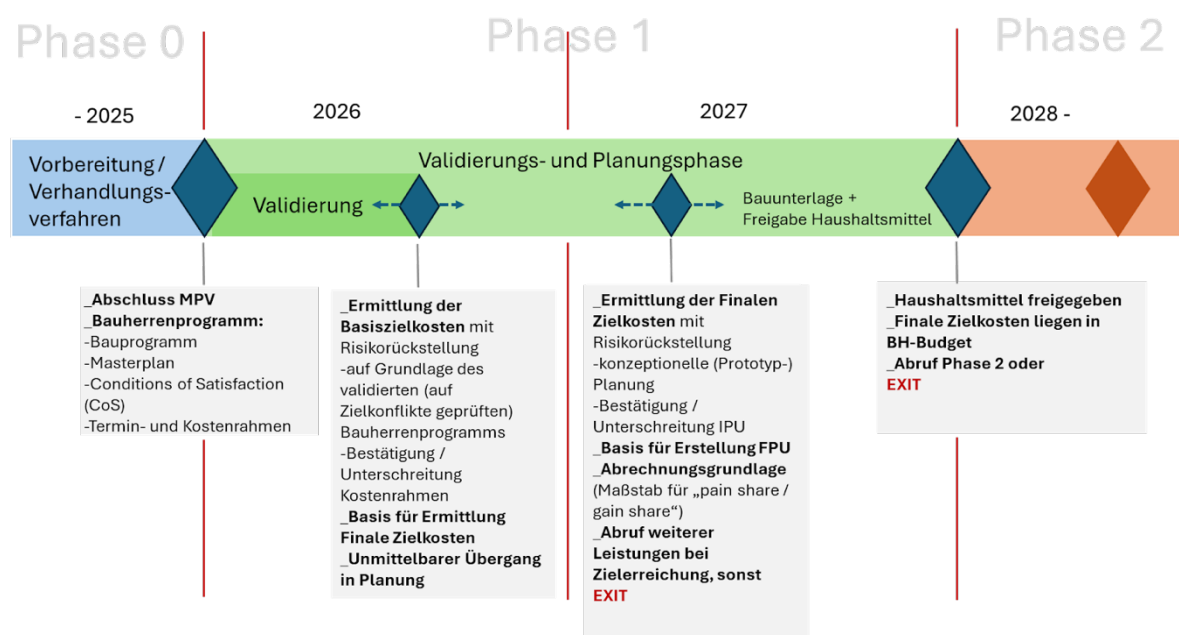 Phase 0
Phase 1
Phase 2
- 2025
2026
2027
2028 -
Vorbereitung /
Verhandlungs-
verfahren
Validierungs- und Planungsphase
Validierung
Bauunterlage +
Freigabe Haushaltsmittel
_Abschluss MPV
_Bauherrenprogramm:
-Bauprogramm
-Masterplan
-Conditions of Satisfaction
(CoS)
-Termin- und Kostenrahmen
_Ermittlung der
Basiszielkosten mit
Risikorückstellung
-auf Grundlage des
validierten (auf
Zielkonflikte geprüften)
Bauherrenprogramms
-Bestätigung /
Unterschreitung
Kostenrahmen
_Basis für Ermittlung
Finale Zielkosten
_Unmittelbarer Übergang
in Planung
_Ermittlung der Finalen
Zielkosten mit
Risikorückstellung
-konzeptionelle (Prototyp-)
Planung
-Bestätigung /
Unterschreitung IPU
_Basis für Erstellung FPU
_Abrechnungsgrundlage
(Maßstab für „pain share /
gain share“)
_Abruf weiterer
Leistungen bei
Zielerreichung, sonst
EXIT
_Haushaltsmittel freigegeben
_Finale Zielkosten liegen in
BH-Budget
_Abruf Phase 2 oder
EXIT